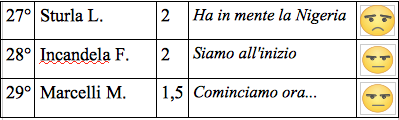 27° Sturla L. 2 Ha in mente la Nigeria
28° Incandela F. 2 Siamo all'inizio
29° Marcelli M. 1,5 Cominciamo ora...